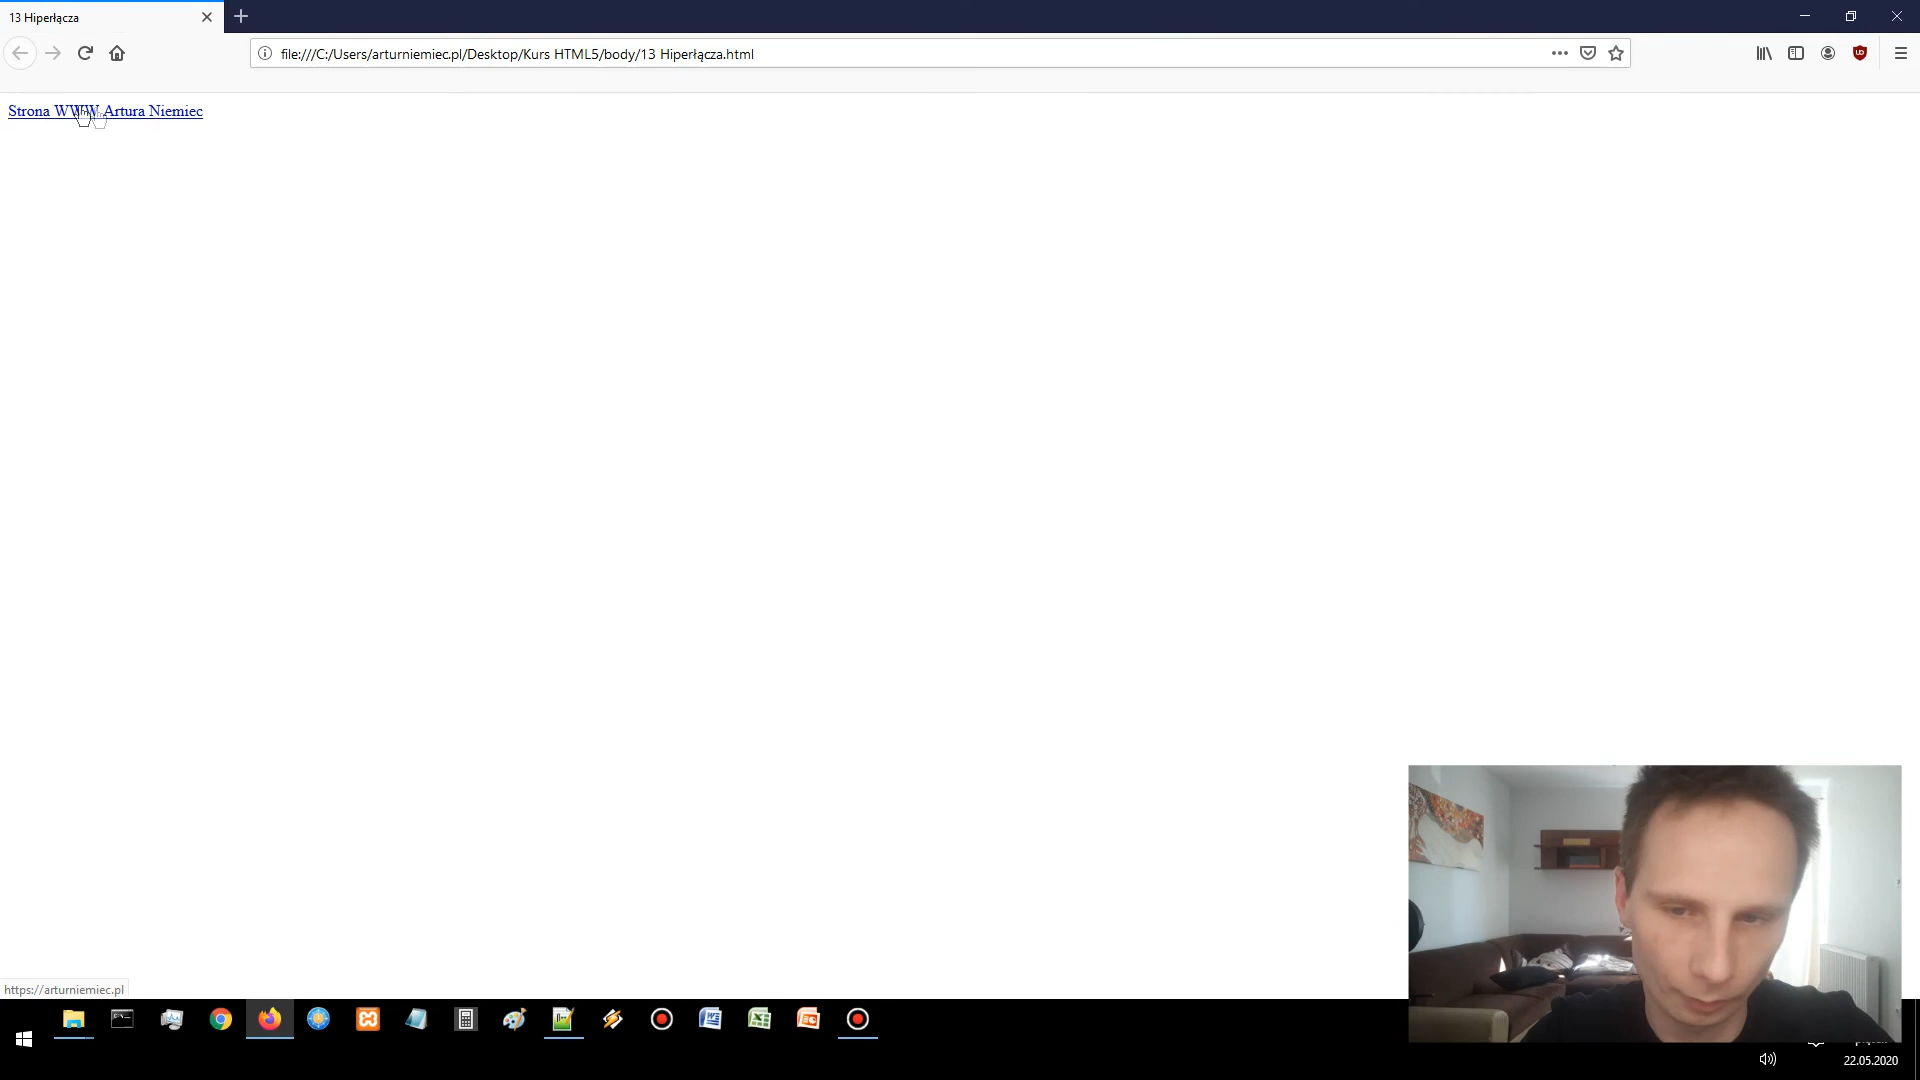 13 Hiperłącza
file:///C:/Users/arturniemiec.pl/Desktop/Kurs HTML5/body/13 Hiperłącza.html
Strona WWW Artura Niemiec
https://arturniemiec.pl
22.05.2020